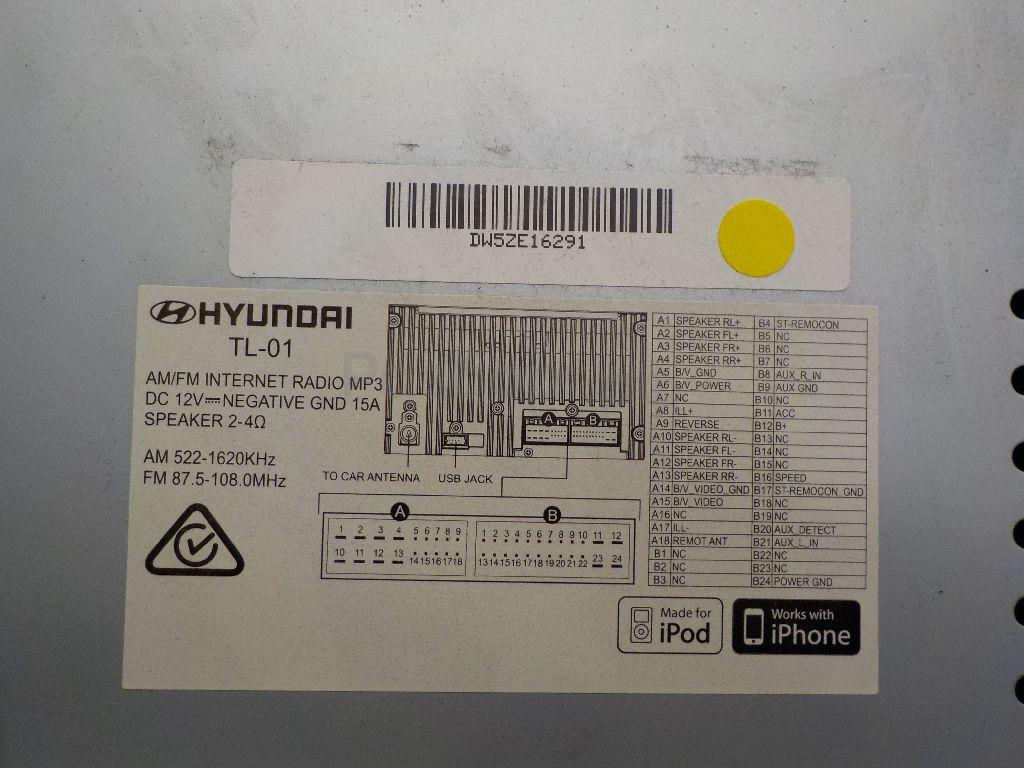 DW5ZE16291
HYUNDAI
TL-01
AM/FM INTERNET RADIO MP3
DC 12V⎓NEGATIVE GND 15A
SPEAKER 2-4Ω
AM 522-1620KHz
FM 87.5-108.0MHz
A B
TO CAR ANTENNA USB JACK
A B
1 2 3 4 5 6 7 8 9 1 2 3 4 5 6 7 8 9 10 11 12
10 11 12 13 14 15 16 17 18 13 14 15 16 17 18 19 20 21 22 23 24
A1 SPEAKER RL+ B4 ST-REMOCON
A2 SPEAKER FL+ B5 NC
A3 SPEAKER FR+ B6 NC
A4 SPEAKER RR+ B7 NC
A5 B/V_GND B8 AUX_R_IN
A6 B/V_POWER B9 AUX GND
A7 NC B10 NC
A8 ILL+ B11 ACC
A9 REVERSE B12 B+
A10 SPEAKER RL- B13 NC
A11 SPEAKER FL- B14 NC
A12 SPEAKER FR- B15 NC
A13 SPEAKER RR- B16 SPEED
A14 B/V_VIDEO_GND B17 ST-REMOCON_GND
A15 B/V_VIDEO B18 NC
A16 NC B19 NC
A17 ILL- B20 AUX_DETECT
A18 REMOT ANT B21 AUX_L_IN
B1 NC B22 NC
B2 NC B23 NC
B3 NC B24 POWER GND
Made for
iPod
Works with
iPhone